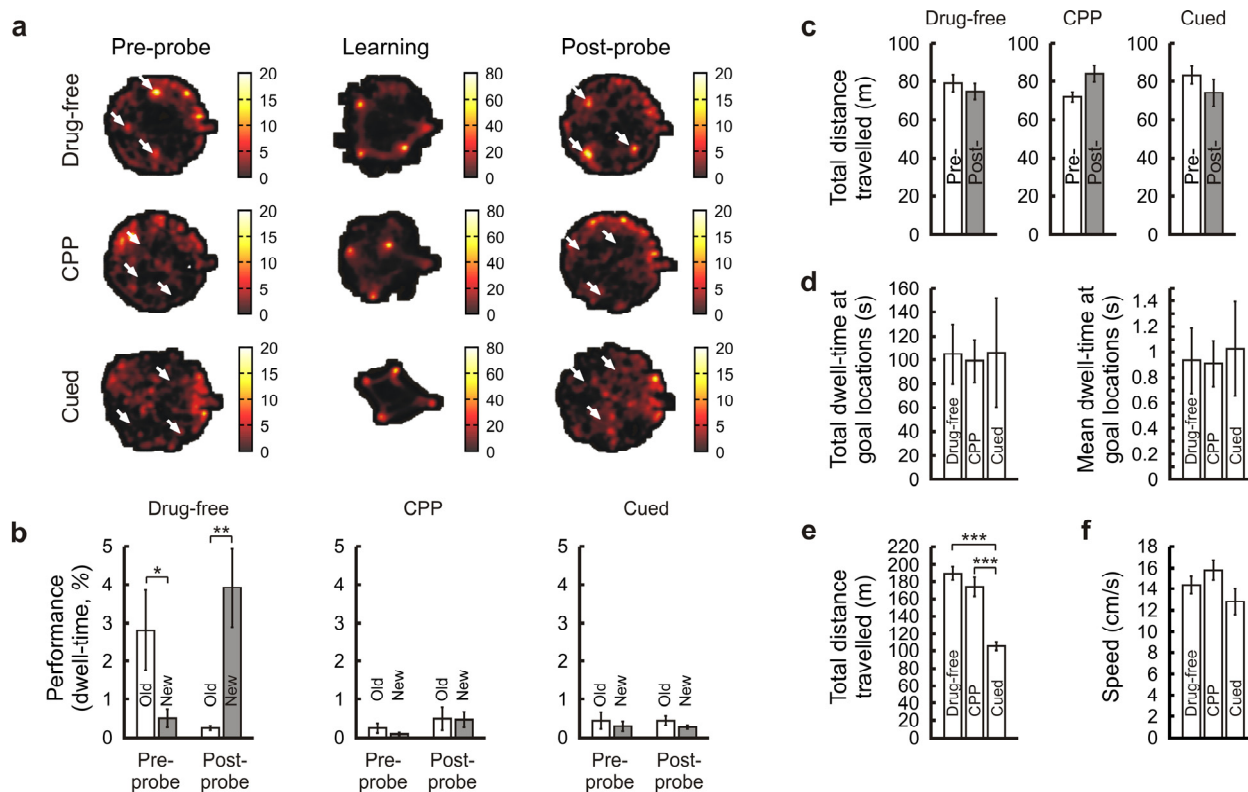 a
Pre-probe Learning Post-probe
Drug-free
20 15 10 5 0
80 60 40 20 0
20 15 10 5 0
CPP
20 15 10 5 0
80 60 40 20 0
20 15 10 5 0
Cued
20 15 10 5 0
80 60 40 20 0
20 15 10 5 0
b
Drug-free CPP Cued
Performance
(dwell-time, %)
5 4 3 2 1 0
* **
Old New Old New
Pre-
probe
Post-
probe
5 4 3 2 1 0
Old New Old New
Pre-
probe
Post-
probe
5 4 3 2 1 0
Old New Old New
Pre-
probe
Post-
probe
c
Drug-free CPP Cued
Total distance
travelled (m)
100 80 60 40 20 0
Pre- Post-
100 80 60 40 20 0
Pre- Post-
100 80 60 40 20 0
Pre- Post-
d
Total dwell-time at
goal locations (s)
160 140 120 100 80 60 40 20 0
Drug-free CPP Cued
Mean dwell-time at
goal locations (s)
1.4 1.2 1 0.8 0.6 0.4 0.2 0
Drug-free CPP Cued
e
Total distance
travelled (m)
220 200 180 160 140 120 100 80 60 40 20 0
***
***
Drug-free CPP Cued
f
Speed (cm/s)
18 16 14 12 10 8 6 4 2 0
Drug-free CPP Cued